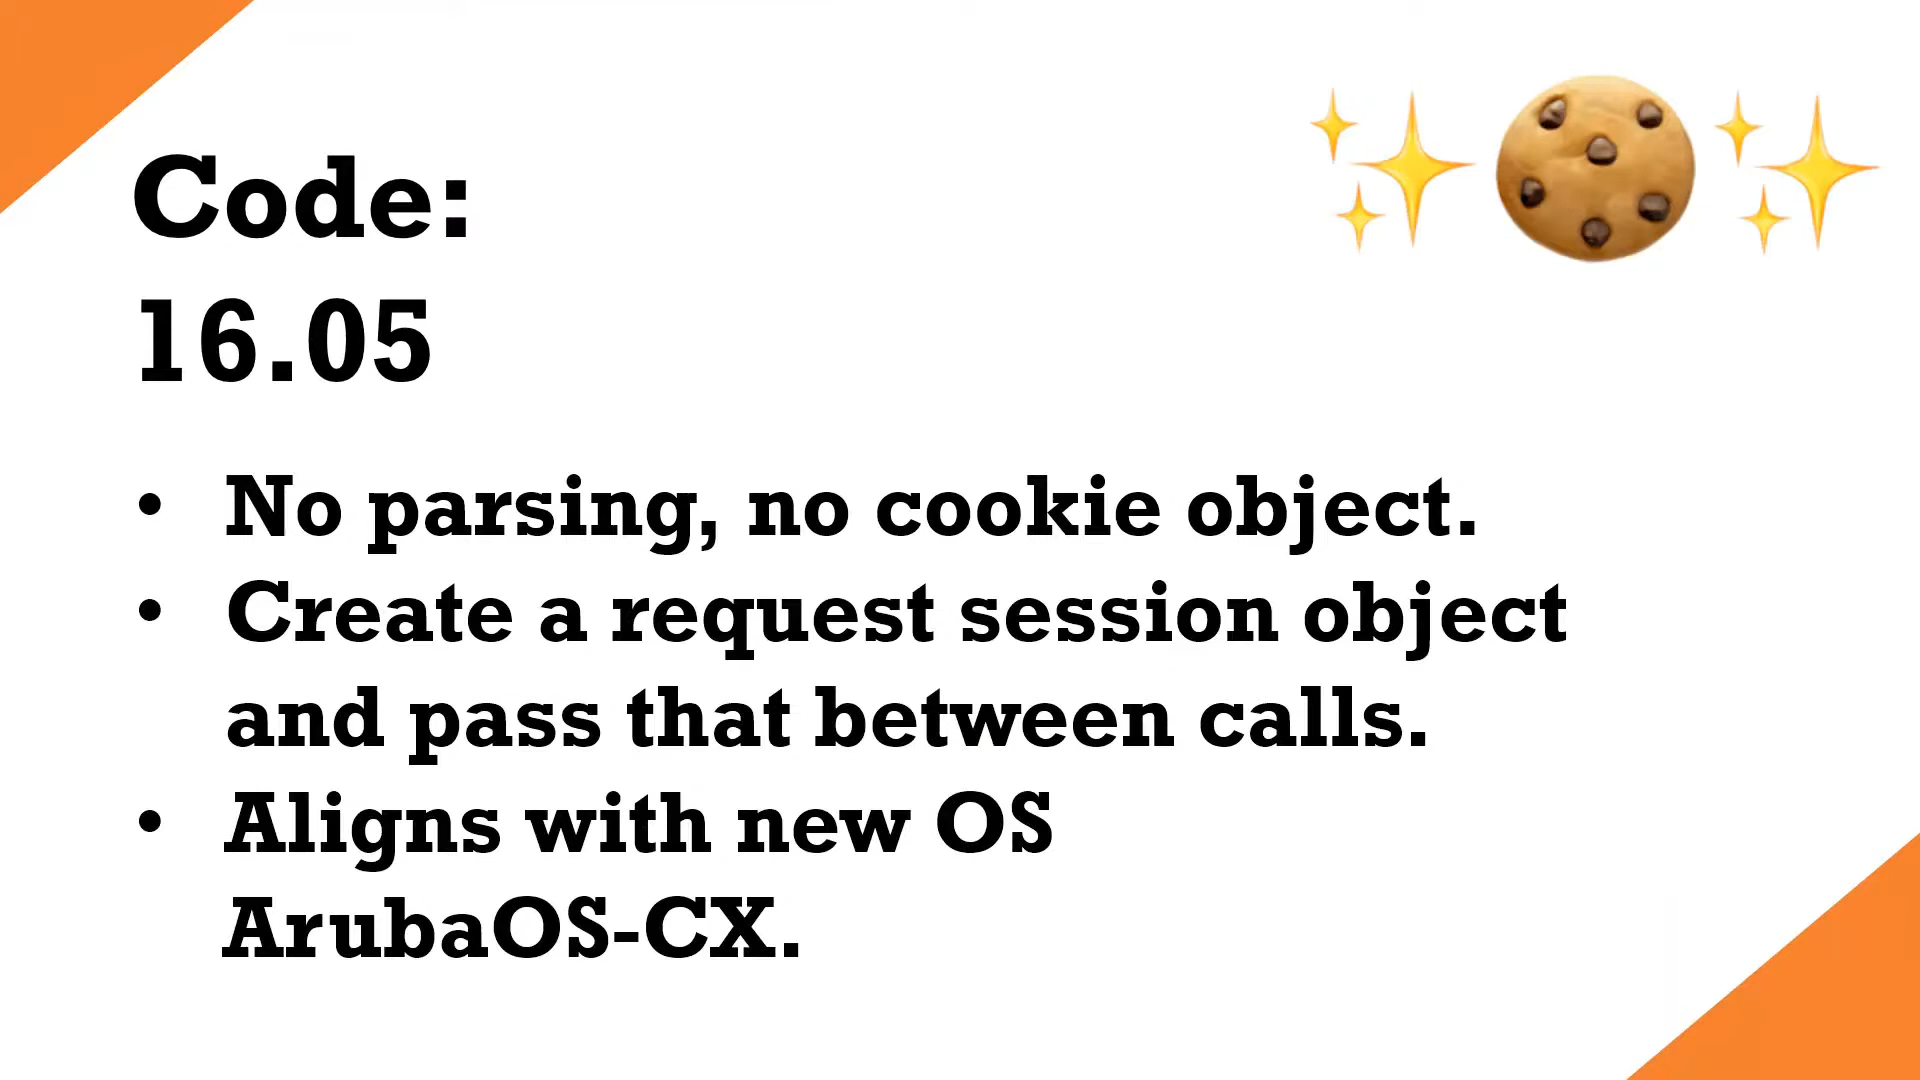 Code:
16.05
• No parsing, no cookie object.
• Create a request session object
and pass that between calls.
• Aligns with new OS
ArubaOS-CX.